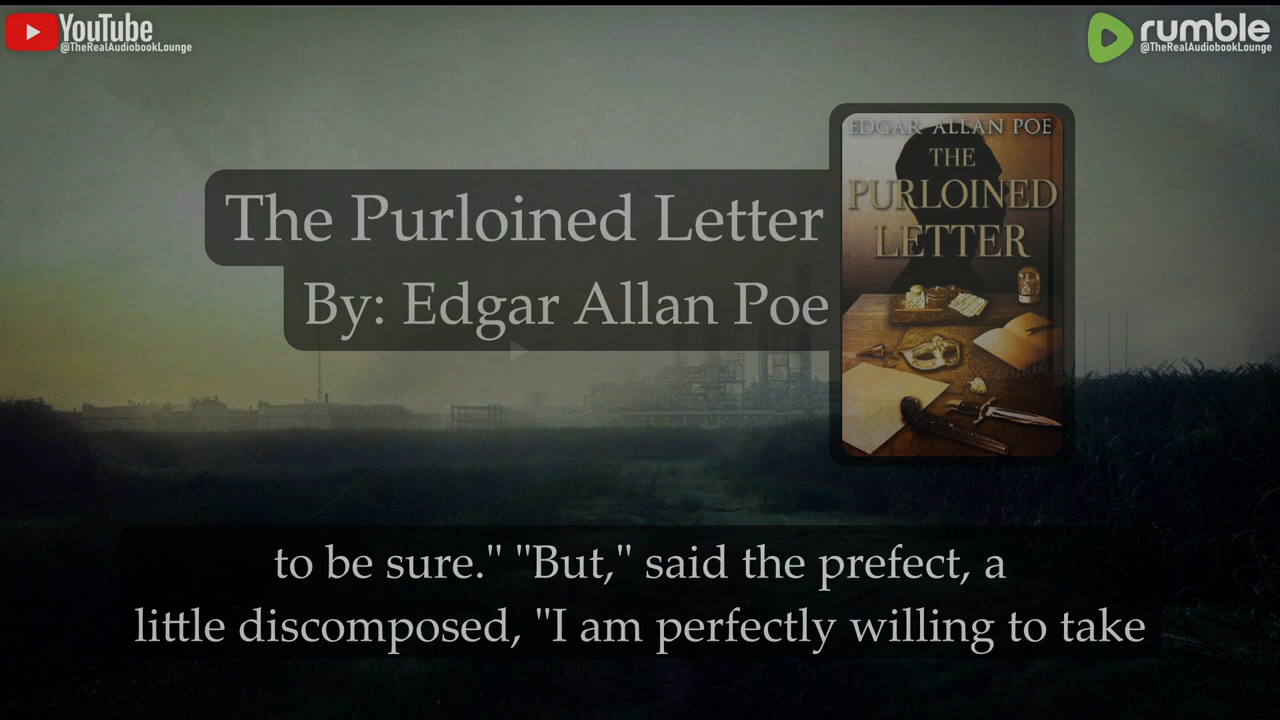 YouTube
@TheRealAudiobookLounge
rumble
@TheRealAudiobookLounge
EDGAR ALLAN POE
THE
PURLOINED
LETTER
The Purloined Letter
By: Edgar Allan Poe
to be sure." "But," said the prefect, a
little discomposed, "I am perfectly willing to take